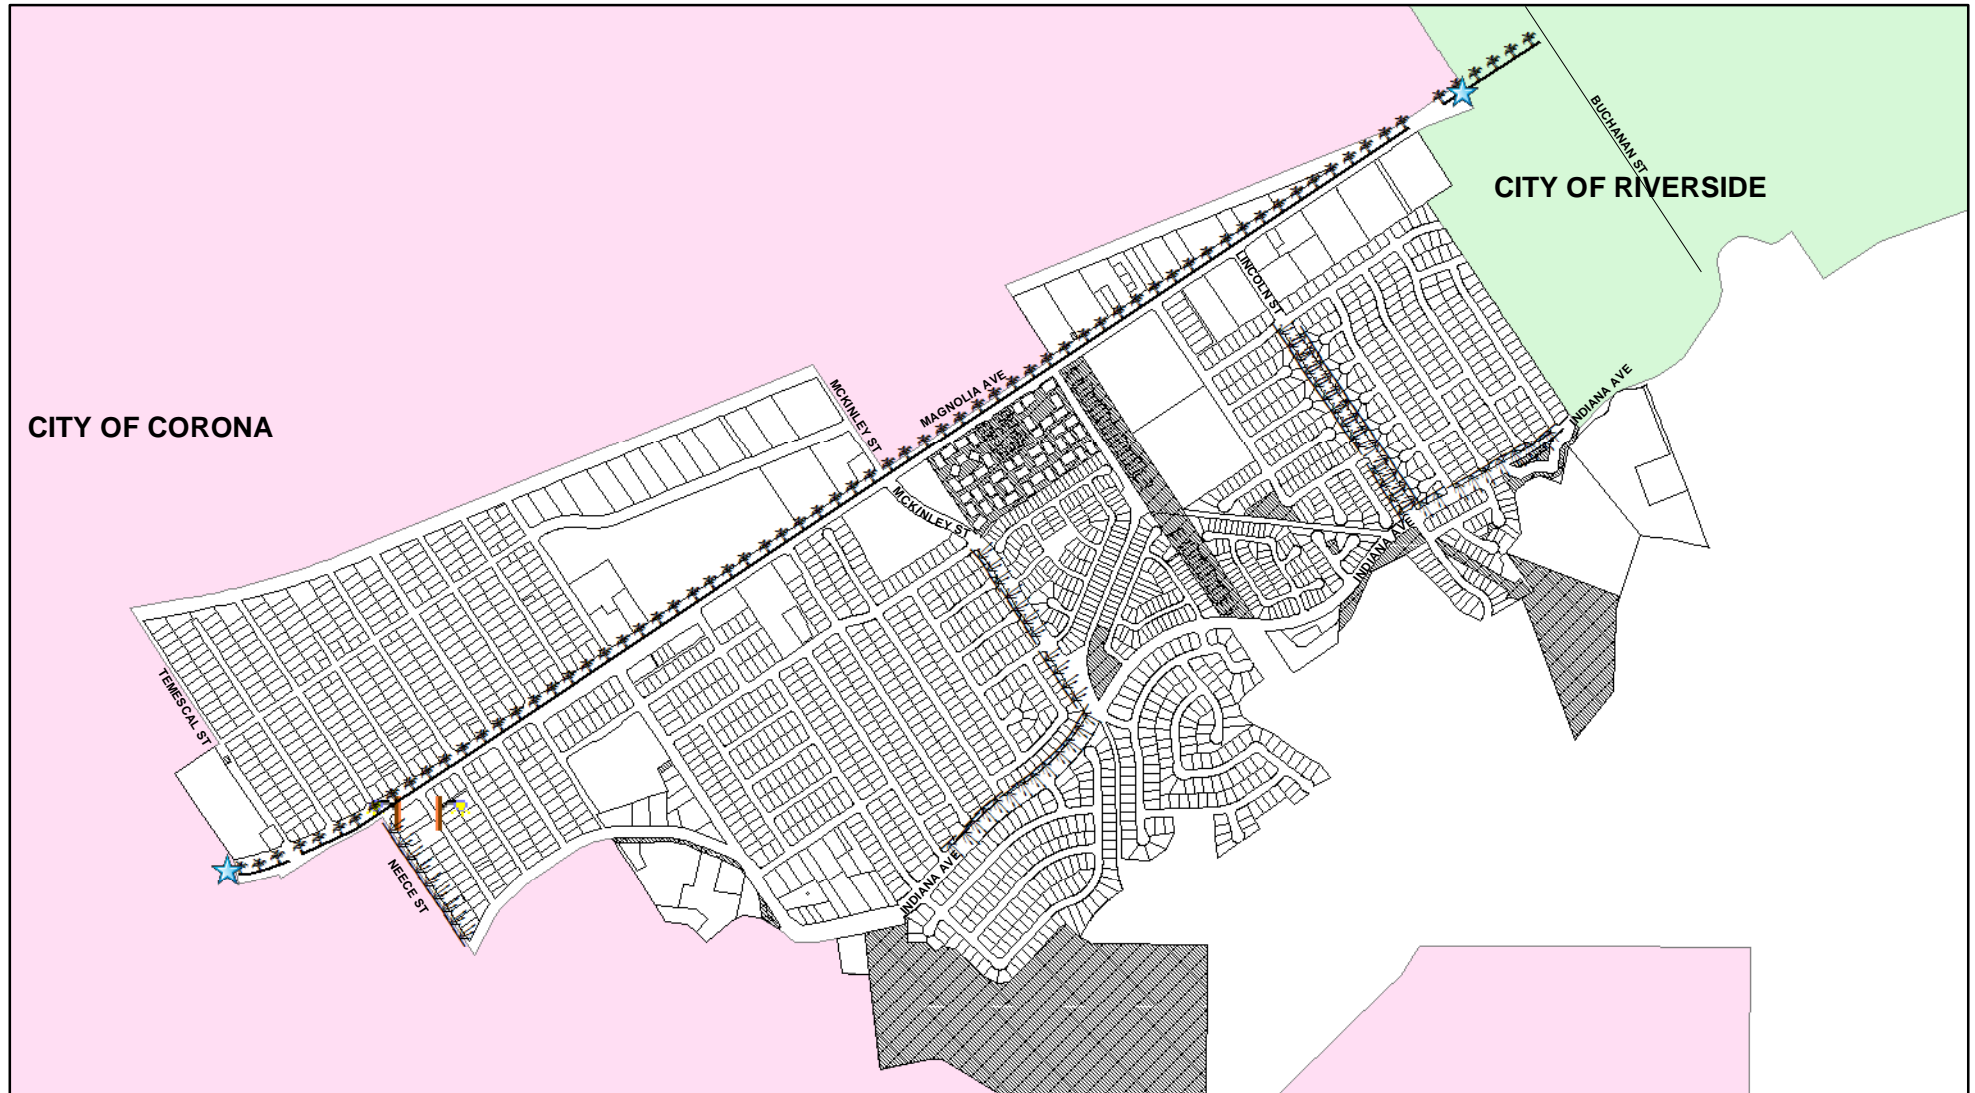 BUCHANAN ST
CITY OF RIVERSIDE
LINCOLN ST
INDIANA AVE
MAGNOLIA AVE
MCKINLEY ST
CITY OF CORONA
MCKINLEY ST
INDIANA AVE
TEMESCAL ST
INDIANA AVE
NEECE ST